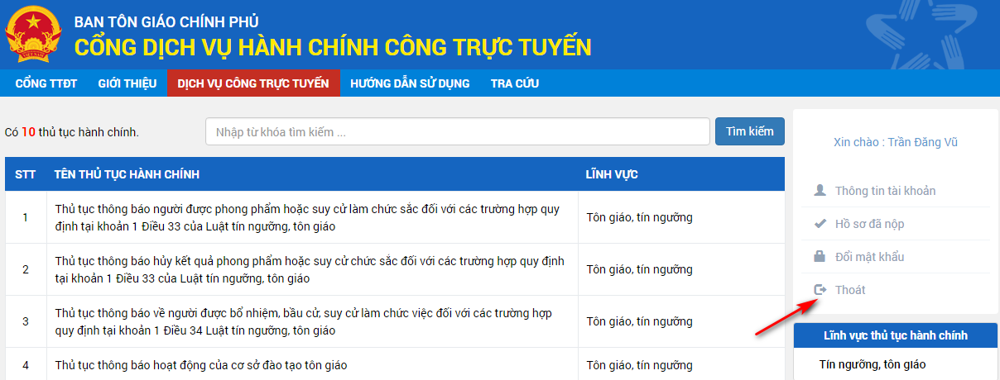 BAN TÔN GIÁO CHÍNH PHỦ
CỔNG DỊCH VỤ HÀNH CHÍNH CÔNG TRỰC TUYẾN
VIỆT NAM
CỔNG TTĐT GIỚI THIỆU DỊCH VỤ CÔNG TRỰC TUYẾN HƯỚNG DẪN SỬ DỤNG TRA CỨU
Có 10 thủ tục hành chính.
Nhập từ khóa tìm kiếm ...
Tìm kiếm
STT TÊN THỦ TỤC HÀNH CHÍNH LĨNH VỰC
1 Thủ tục thông báo người được phong phẩm hoặc suy cử làm chức sắc đối với các trường hợp quy
định tại khoản 1 Điều 33 của Luật tín ngưỡng, tôn giáo
Tôn giáo, tín ngưỡng
2 Thủ tục thông báo hủy kết quả phong phẩm hoặc suy cử chức sắc đối với các trường hợp quy định
tại khoản 1 Điều 33 của Luật tín ngưỡng, tôn giáo
Tôn giáo, tín ngưỡng
3 Thủ tục thông báo về người được bổ nhiệm, bầu cử, suy cử làm chức việc đối với các trường hợp
quy định tại khoản 1 Điều 34 Luật tín ngưỡng, tôn giáo
Tôn giáo, tín ngưỡng
4 Thủ tục thông báo hoạt động của cơ sở đào tạo tôn giáo Tôn giáo, tín ngưỡng
Xin chào : Trần Đăng Vũ
Thông tin tài khoản
Hồ sơ đã nộp
Đổi mật khẩu
Thoát
Lĩnh vực thủ tục hành chính
Tín ngưỡng, tôn giáo